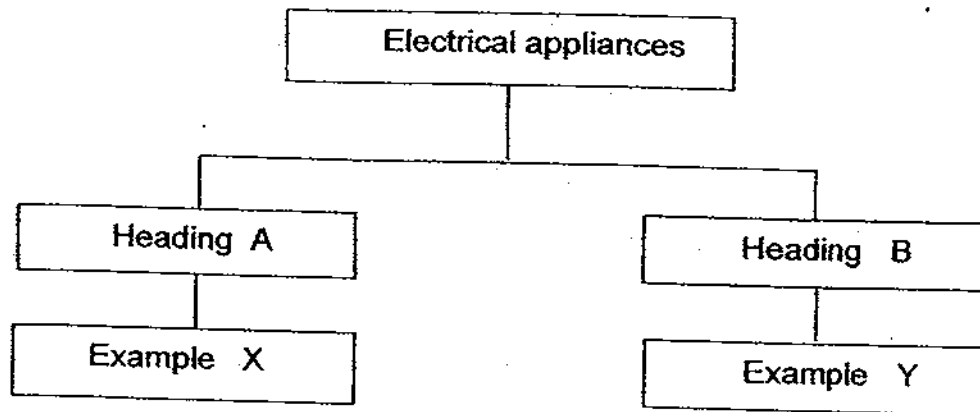 Electrical appliances
Heading A
Heading B
Example X
Example Y